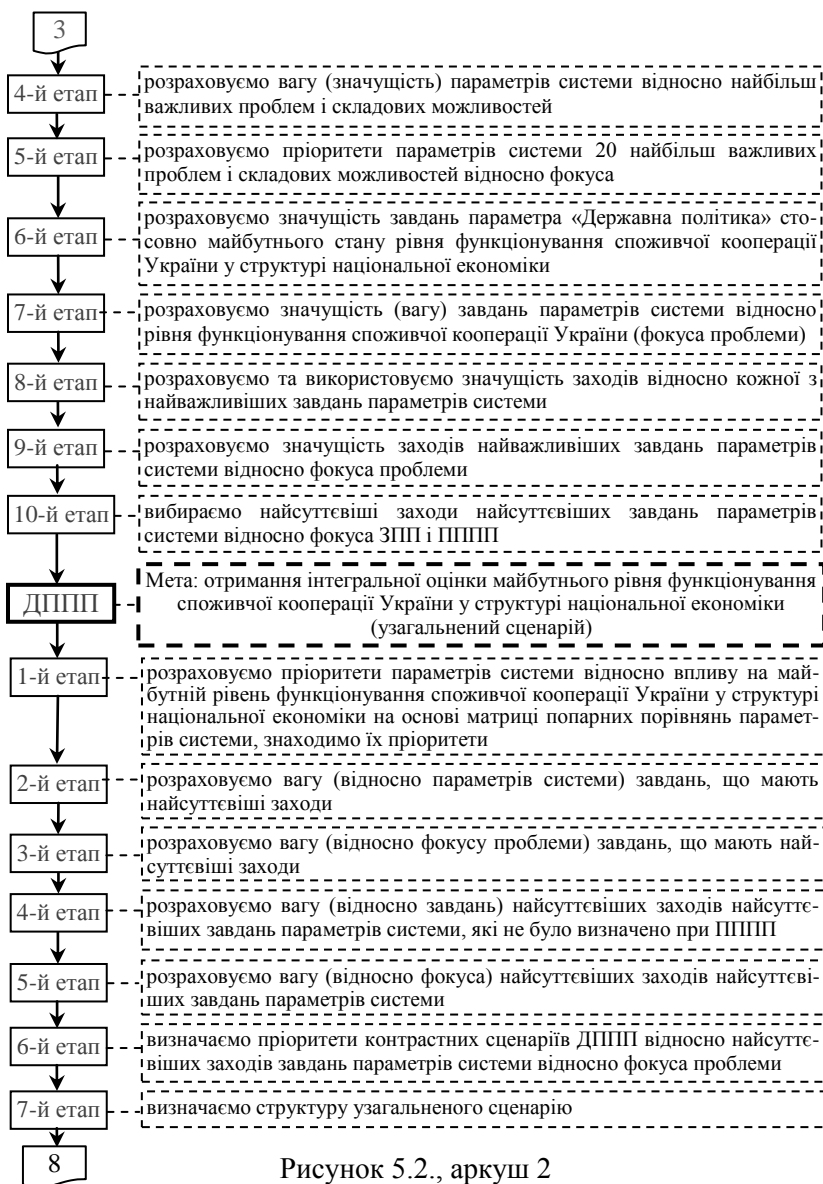 3
4-й етап
розраховуємо вагу (значущість) параметрів системи відносно найбільш
важливих проблем і складових можливостей
5-й етап
розраховуємо пріоритети параметрів системи 20 найбільш важливих
проблем і складових можливостей відносно фокуса
6-й етап
розраховуємо значущість завдань параметра «Державна політика» сто-
совно майбутнього стану рівня функціонування споживчої кооперації
України у структурі національної економіки
7-й етап
розраховуємо значущість (вагу) завдань параметрів системи відносно
рівня функціонування споживчої кооперації України (фокуса проблеми)
8-й етап
розраховуємо та використовуємо значущість заходів відносно кожної з
найважливіших завдань параметрів системи
9-й етап
розраховуємо значущість заходів найважливіших завдань параметрів
системи відносно фокуса проблеми
10-й етап
вибираємо найсуттєвіші заходи найсуттєвіших завдань параметрів
системи відносно фокуса ЗПП і ПППП
ДППП
Мета: отримання інтегральної оцінки майбутнього рівня функціонування
споживчої кооперації України у структурі національної економіки
(узагальнений сценарій)
1-й етап
розраховуємо пріоритети параметрів системи відносно впливу на май-
бутній рівень функціонування споживчої кооперації України у структурі
національної економіки на основі матриці попарних порівнянь парамет-
рів системи, знаходимо їх пріоритети
2-й етап
розраховуємо вагу (відносно параметрів системи) завдань, що мають
найсуттєвіші заходи
3-й етап
розраховуємо вагу (відносно фокусу проблеми) завдань, що мають най-
суттєвіші заходи
4-й етап
розраховуємо вагу (відносно завдань) найсуттєвіших заходів найсуттє-
віших завдань параметрів системи, які не було визначено при ПППП
5-й етап
розраховуємо вагу (відносно фокуса) найсуттєвіших заходів найсуттєві-
ших завдань параметрів системи
6-й етап
визначаємо пріоритети контрастних сценаріїв ДППП відносно найсуттє-
віших заходів завдань параметрів системи відносно фокуса проблеми
7-й етап
визначаємо структуру узагальненого сценарію
8
Рисунок 5.2., аркуш 2